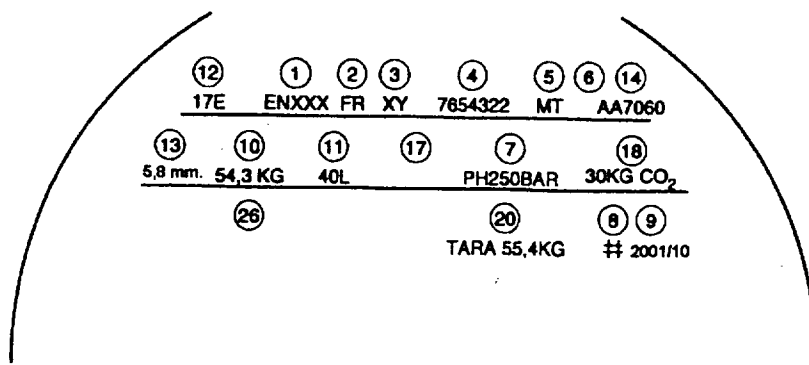 12 1 2 3 4 5 6 14
17E ENXXX FR XY 7654322 MT AA7060
13 10 11 17 7 18
5,8 mm. 54,3 KG 40L PH250BAR 30KG CO₂
26 20 8 9
TARA 55,4KG # 2001/10